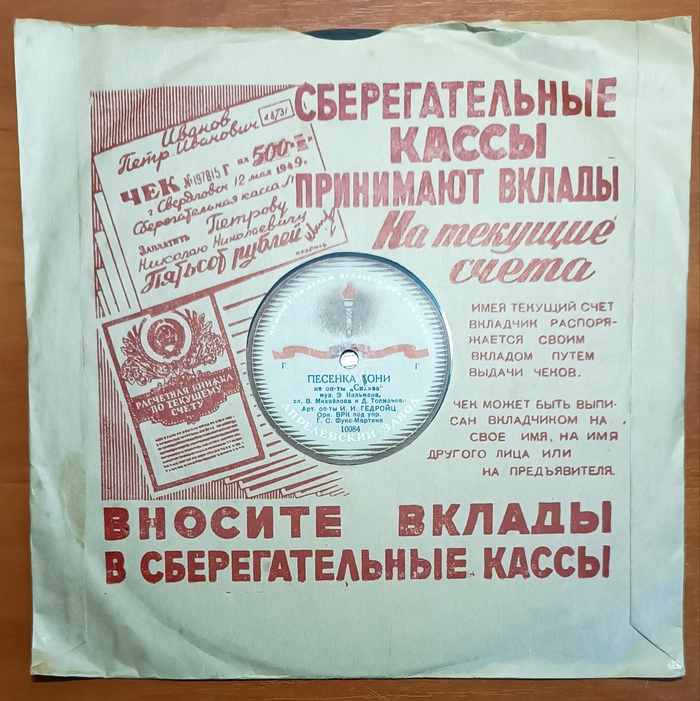 СБЕРЕГАТЕЛЬНЫЕ
КАССЫ
ПРИНИМАЮТ ВКЛАДЫ
На текущие
счета
Иванов
Петр Иванович
ЧЕК №197815 Г на 500
г. Свердловск 12 мая 1949 г.
Сберегательная касса
Заплатить Петрову
Николаю Николаевичу
Пятьсот рублей
подпись
РАСЧЕТНАЯ КНИЖКА
ПО ТЕКУЩЕМУ
СЧЕТУ
ИМЕЯ ТЕКУЩИЙ СЧЕТ
ВКЛАДЧИК РАСПОРЯ-
ЖАЕТСЯ СВОИМ
ВКЛАДОМ ПУТЕМ
ВЫДАЧИ ЧЕКОВ.
ЧЕК МОЖЕТ БЫТЬ ВЫПИ-
САН ВКЛАДЧИКОМ НА
СВОЕ ИМЯ, НА ИМЯ
ДРУГОГО ЛИЦА ИЛИ
НА ПРЕДЪЯВИТЕЛЯ.
Г Г
ПЕСЕНКА БОНИ
из оп-ты „Сильва"
муз. Э. Кальмана,
сл. В. Михайлова и Д. Толмачева
Арт. оп-ты И. И. ГЕДРОЙЦ
Орк. ВРК под упр.
Г. С. Фукс-Мартина
10084
АПРЕЛЕВСКИЙ ЗАВОД
ВНОСИТЕ ВКЛАДЫ
В СБЕРЕГАТЕЛЬНЫЕ КАССЫ